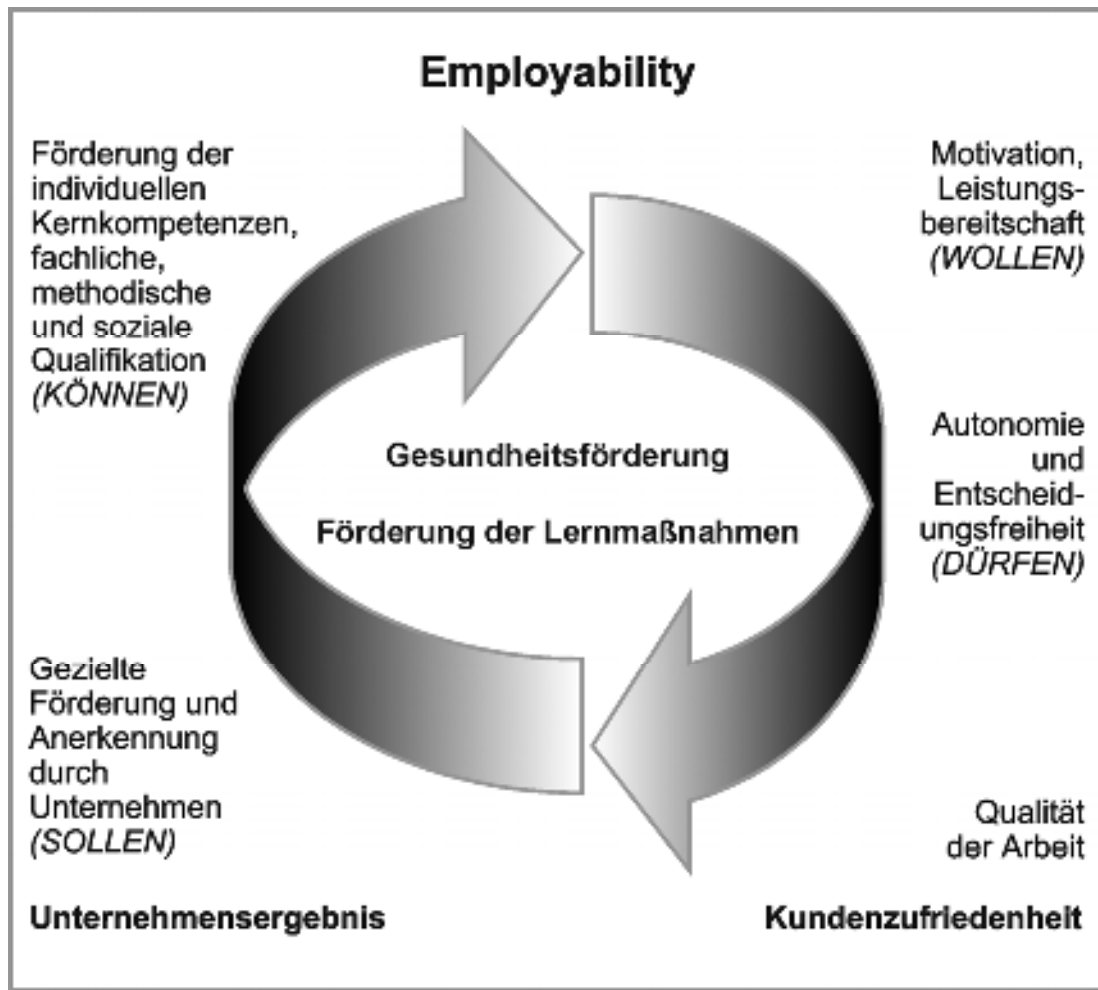 Employability
Förderung der
individuellen
Kernkompetenzen,
fachliche,
methodische
und soziale
Qualifikation
(KÖNNEN)
Motivation,
Leistungs-
bereitschaft
(WOLLEN)
Gesundheitsförderung
Förderung der Lernmaßnahmen
Autonomie
und
Entscheid-
ungsfreiheit
(DÜRFEN)
Gezielte
Förderung und
Anerkennung
durch
Unternehmen
(SOLLEN)
Qualität
der Arbeit
Unternehmensergebnis
Kundenzufriedenheit